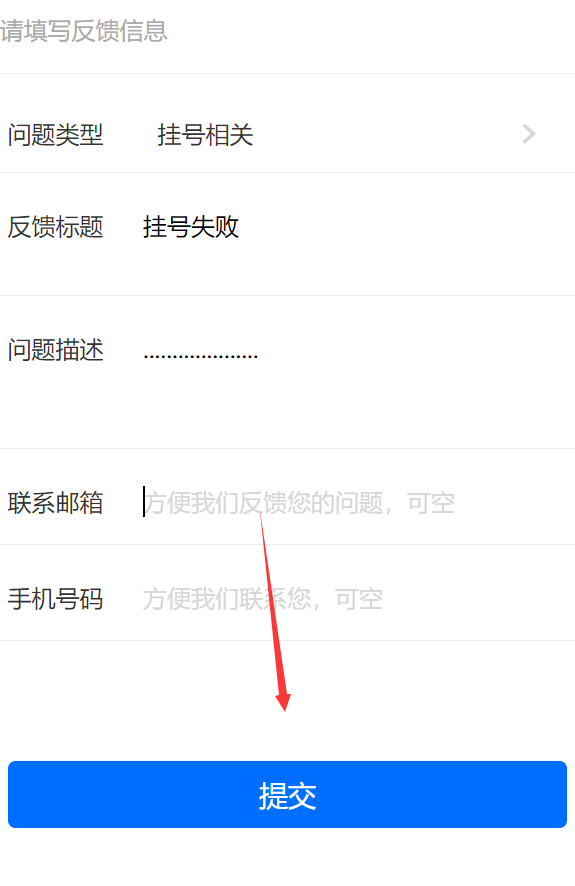 请填写反馈信息
问题类型 挂号相关
反馈标题 挂号失败
问题描述 ....................
联系邮箱 方便我们反馈您的问题，可空
手机号码 方便我们联系您，可空
提交